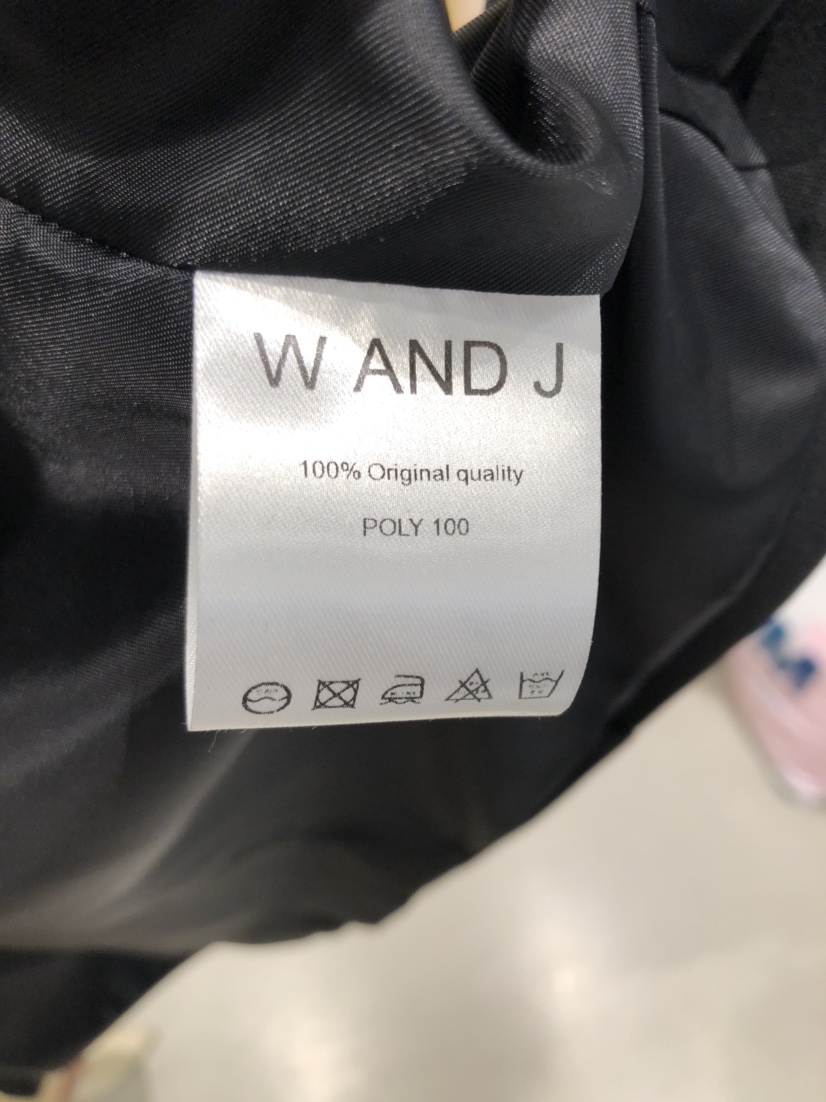 W AND J
100% Original quality
POLY 100